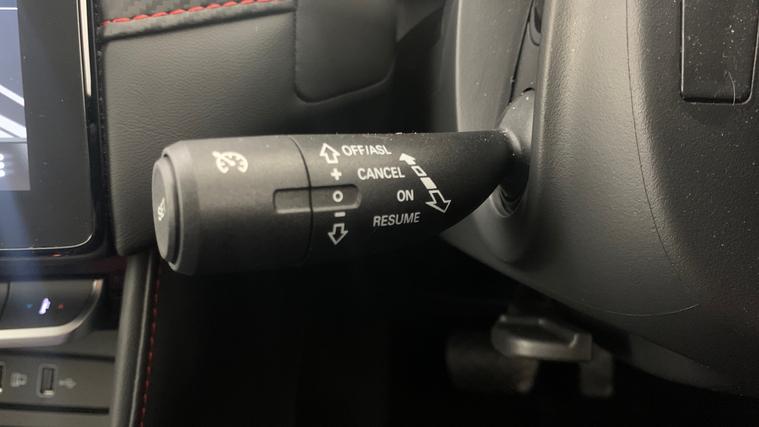 OFF/ASL
+ CANCEL
O ON
- RESUME